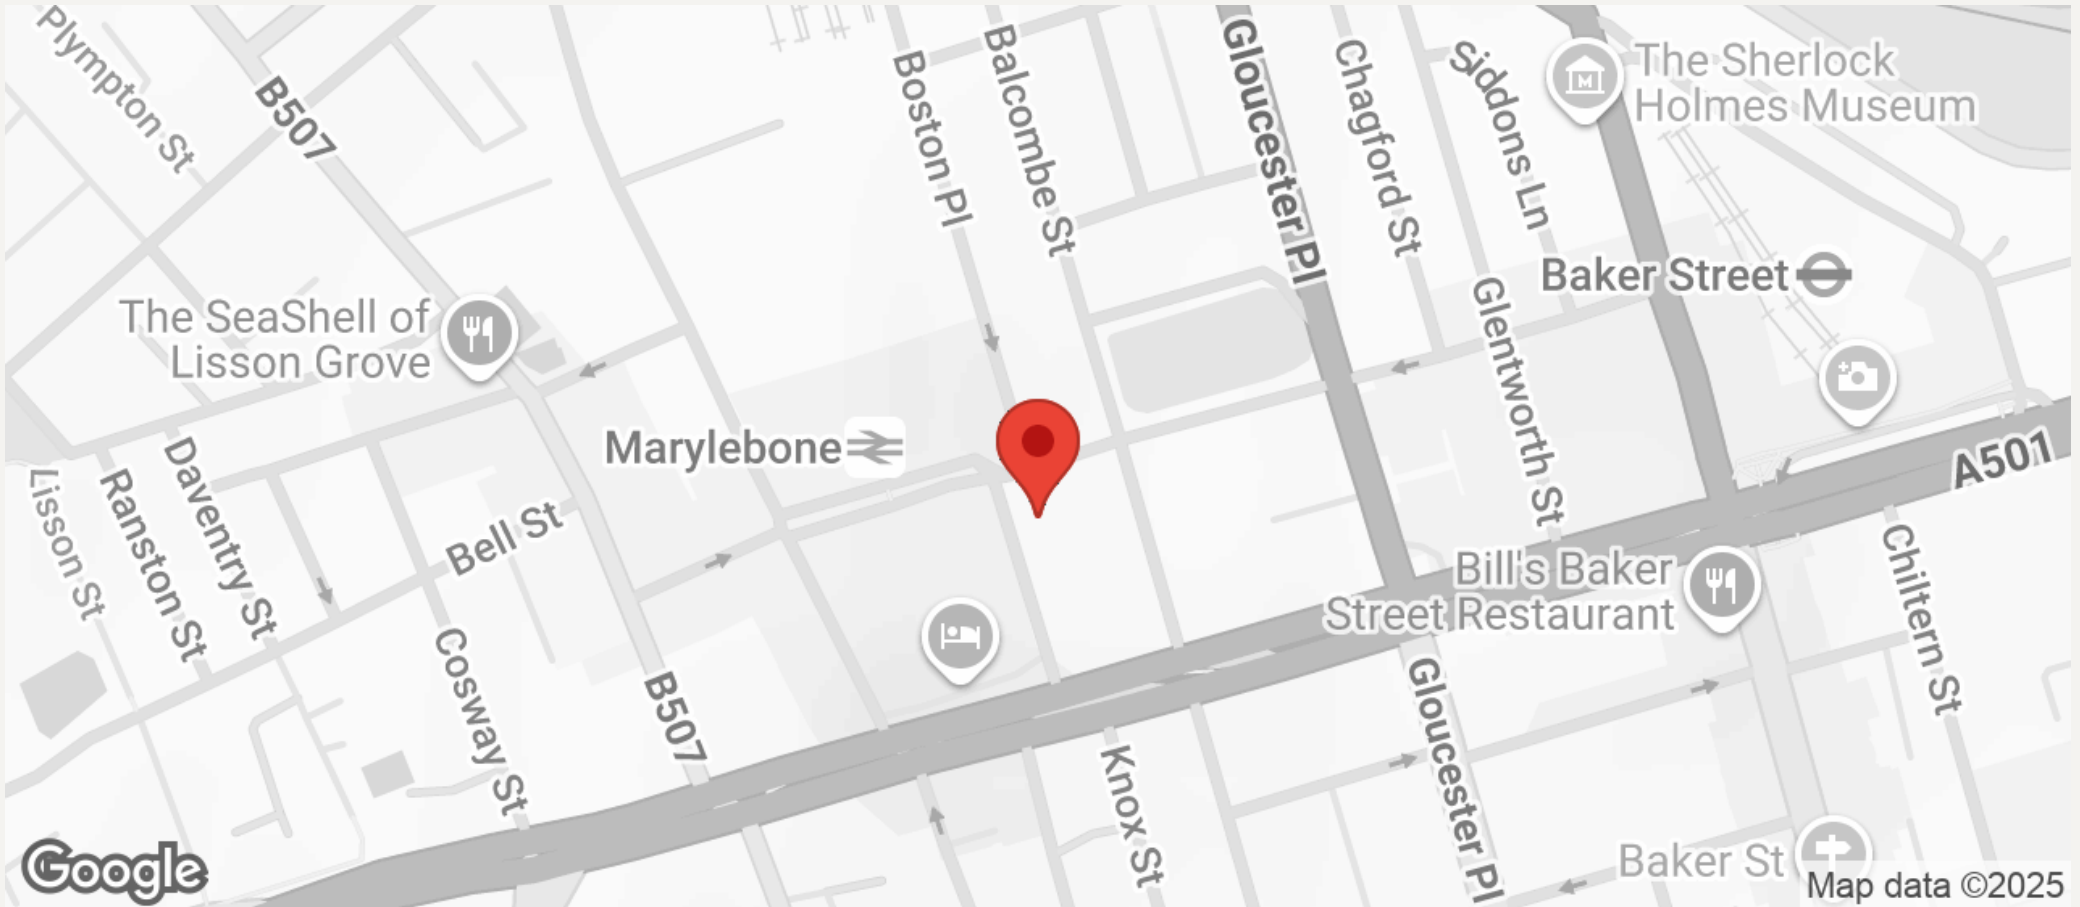 Plympton St
B507
Boston Pl
Balcombe St
Gloucester Pl
Chagford St
Siddons Ln
The Sherlock
Holmes Museum
Baker Street
The SeaShell of
Lisson Grove
Glentworth St
Marylebone
A501
Lisson St
Ranston St
Daventry St
Bell St
Cosway St
B507
Bill's Baker
Street Restaurant
Chiltern St
Gloucester Pl
Knox St
Baker St
Google
Map data ©2025